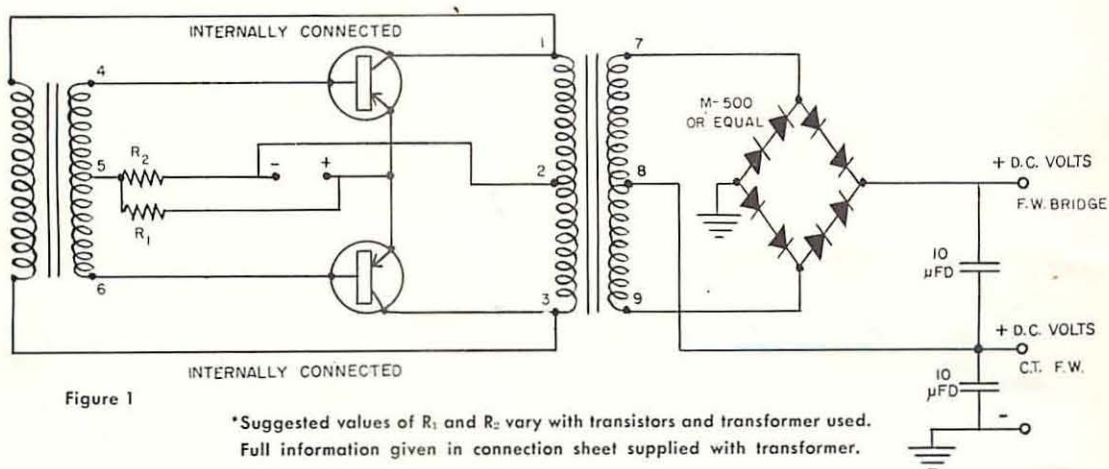 INTERNALLY CONNECTED
1
7
4
M-500
OR EQUAL
R₂
5
-
+
2
8
+ D.C. VOLTS
F.W. BRIDGE
R₁
10
µFD
6
3
9
+ D.C. VOLTS
C.T. F.W.
INTERNALLY CONNECTED
10
µFD
Figure 1
-
*Suggested values of R₁ and R₂ vary with transistors and transformer used.
Full information given in connection sheet supplied with transformer.